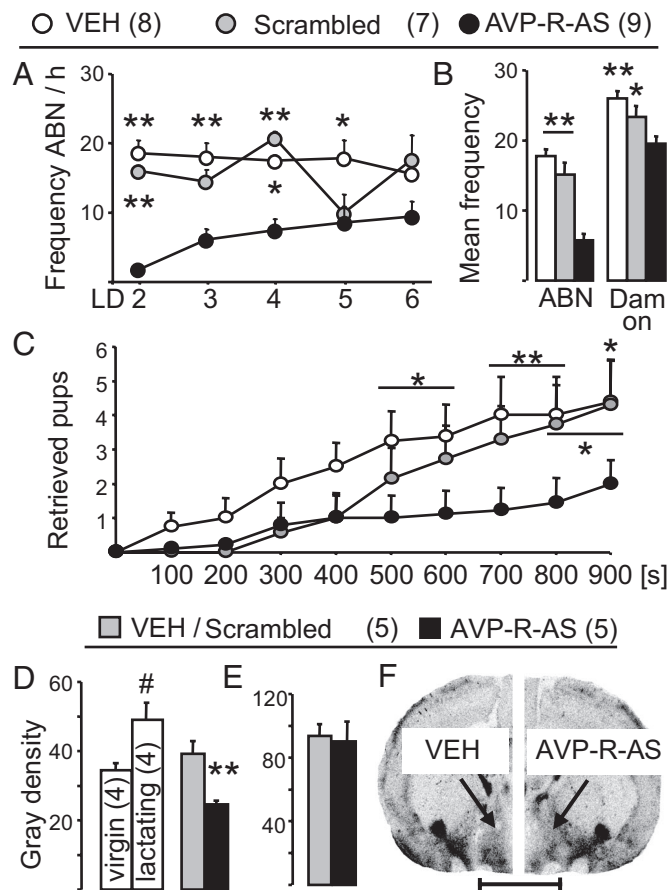 VEH (8) Scrambled (7) AVP-R-AS (9)
A
Frequency ABN / h
30
20
10
** ** ** *
** *
LD 2 3 4 5 6
B
Mean frequency
30
20
10
** ** *
ABN Dam on
C
Retrieved pups
6
5
4
3
2
1
* ** *
*
100 200 300 400 500 600 700 800 900 [s]
VEH / Scrambled (5) AVP-R-AS (5)
D
Gray density
60
40
20
virgin (4)
#
lactating (4)
**
E
120
80
40
F
VEH AVP-R-AS